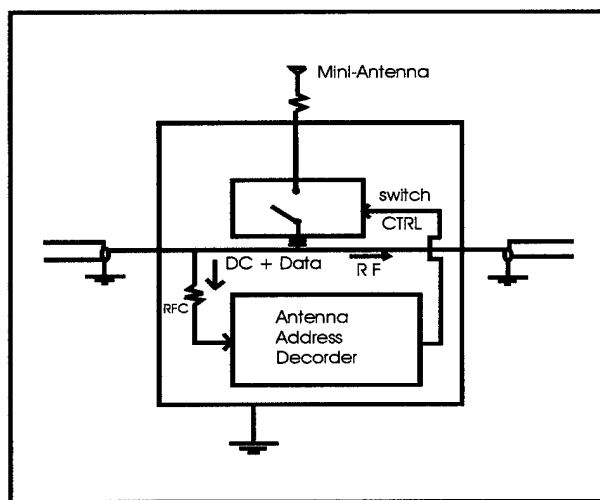 Mini-Antenna
switch
CTRL
DC + Data
R F
RFC
Antenna
Address
Decorder